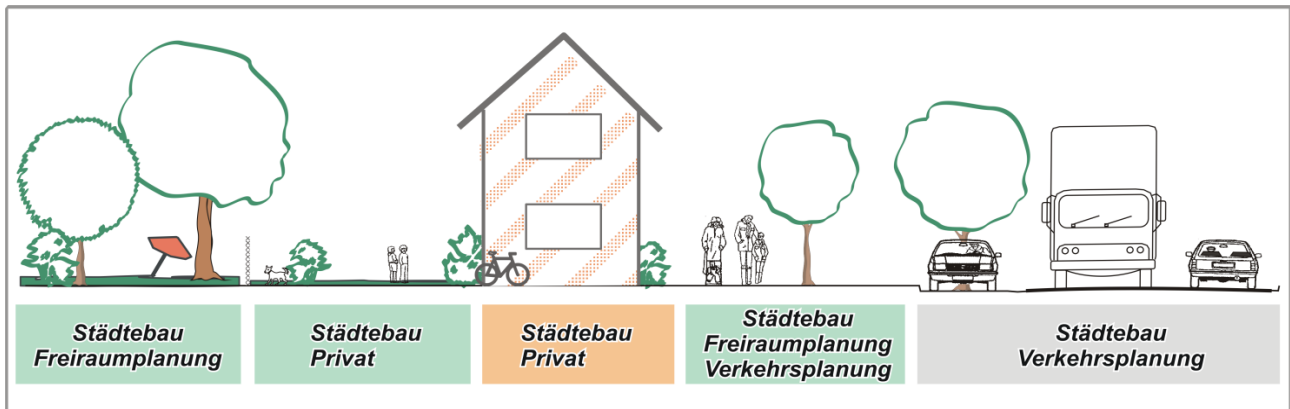 Städtebau
Freiraumplanung
Städtebau
Privat
Städtebau
Privat
Städtebau
Freiraumplanung
Verkehrsplanung
Städtebau
Verkehrsplanung